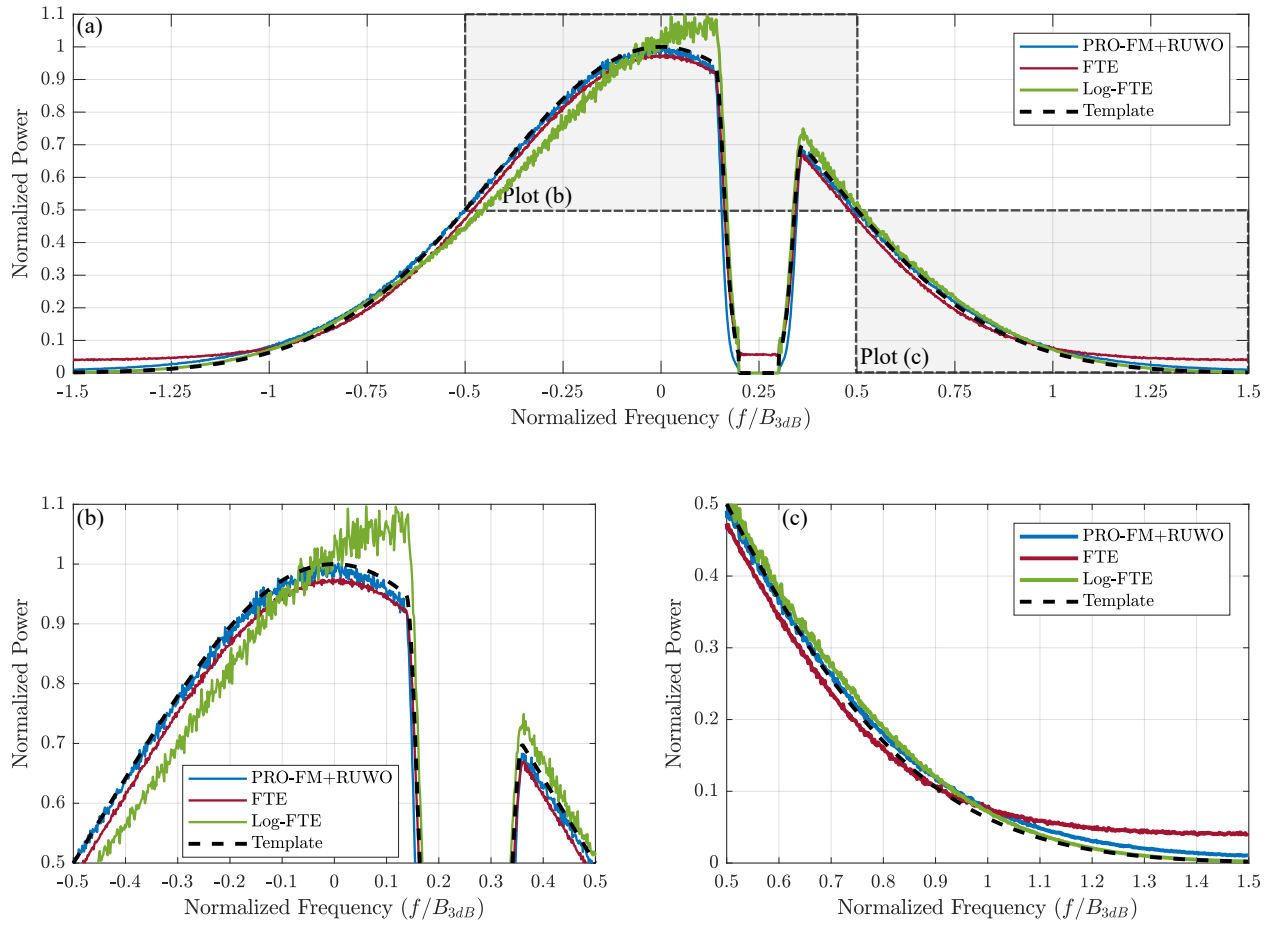 (a)
1.1
1
0.9
0.8
0.7
0.6
0.5
0.4
0.3
0.2
0.1
0
Normalized Power
PRO-FM+RUWO
FTE
Log-FTE
Template
Plot (b)
Plot (c)
-1.5 -1.25 -1 -0.75 -0.5 -0.25 0 0.25 0.5 0.75 1 1.25 1.5
Normalized Frequency (f/B3dB)
(b)
1.1
1
0.9
0.8
0.7
0.6
0.5
Normalized Power
PRO-FM+RUWO
FTE
Log-FTE
Template
-0.5 -0.4 -0.3 -0.2 -0.1 0 0.1 0.2 0.3 0.4 0.5
Normalized Frequency (f/B3dB)
(c)
0.5
0.4
0.3
0.2
0.1
0
Normalized Power
PRO-FM+RUWO
FTE
Log-FTE
Template
0.5 0.6 0.7 0.8 0.9 1 1.1 1.2 1.3 1.4 1.5
Normalized Frequency (f/B3dB)